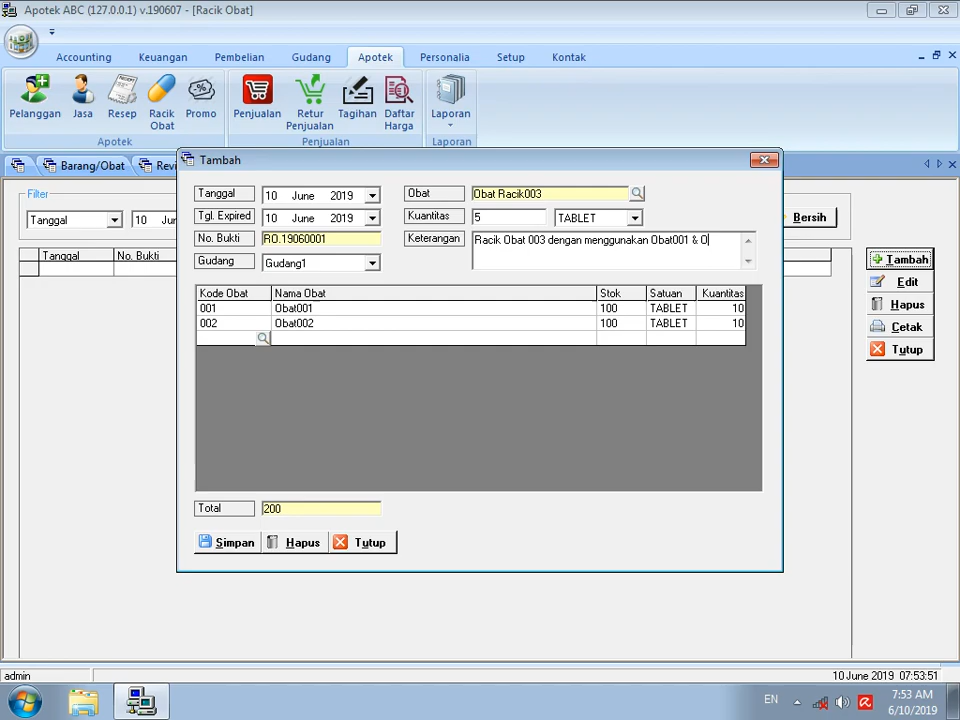 Apotek ABC (127.0.0.1) v.190607 - [Racik Obat]
Accounting Keuangan Pembelian Gudang Apotek Personalia Setup Kontak
Pelanggan Jasa Resep Racik Obat Promo Penjualan Retur Penjualan Tagihan Daftar Harga Laporan
Apotek Penjualan Laporan
Barang/Obat Revi
Filter
Tanggal 10 Jun
Bersih
Tanggal No. Bukti
Tambah
Edit
Hapus
Cetak
Tutup
Tambah
Tanggal 10 June 2019 Obat Obat Racik003
Tgl. Expired 10 June 2019 Kuantitas 5 TABLET
No. Bukti RO.19060001 Keterangan Racik Obat 003 dengan menggunakan Obat001 & O
Gudang Gudang1
Kode Obat Nama Obat Stok Satuan Kuantitas
001 Obat001 100 TABLET 10
002 Obat002 100 TABLET 10
Total 200
Simpan Hapus Tutup
admin 10 June 2019 07:53:51
EN 7:53 AM
6/10/2019